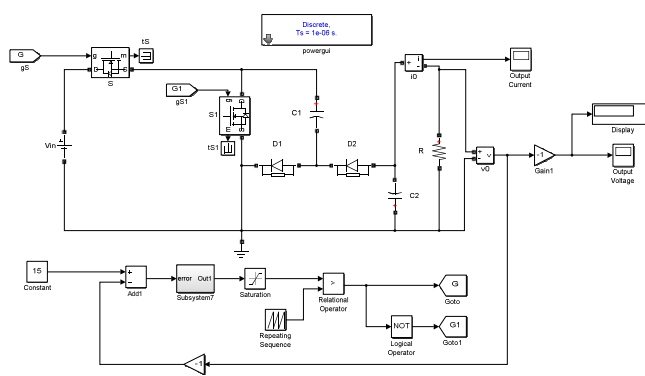 Discrete,
Ts = 1e-06 s.
powergui
G
gS
g
m
D
S
S
tS
G1
gS1
S1
g
D
E
S
tS1
C1
D1
D2
C2
Vin
+
i
-
i0
Output
Current
R
+
-
v
v0
-1
Gain1
Display
Output
Voltage
15
Constant
+
-
Add1
error
Out1
Subsystem7
Saturation
Repeating
Sequence
>
Relational
Operator
G
Goto
NOT
Logical
Operator
G1
Goto1
-1